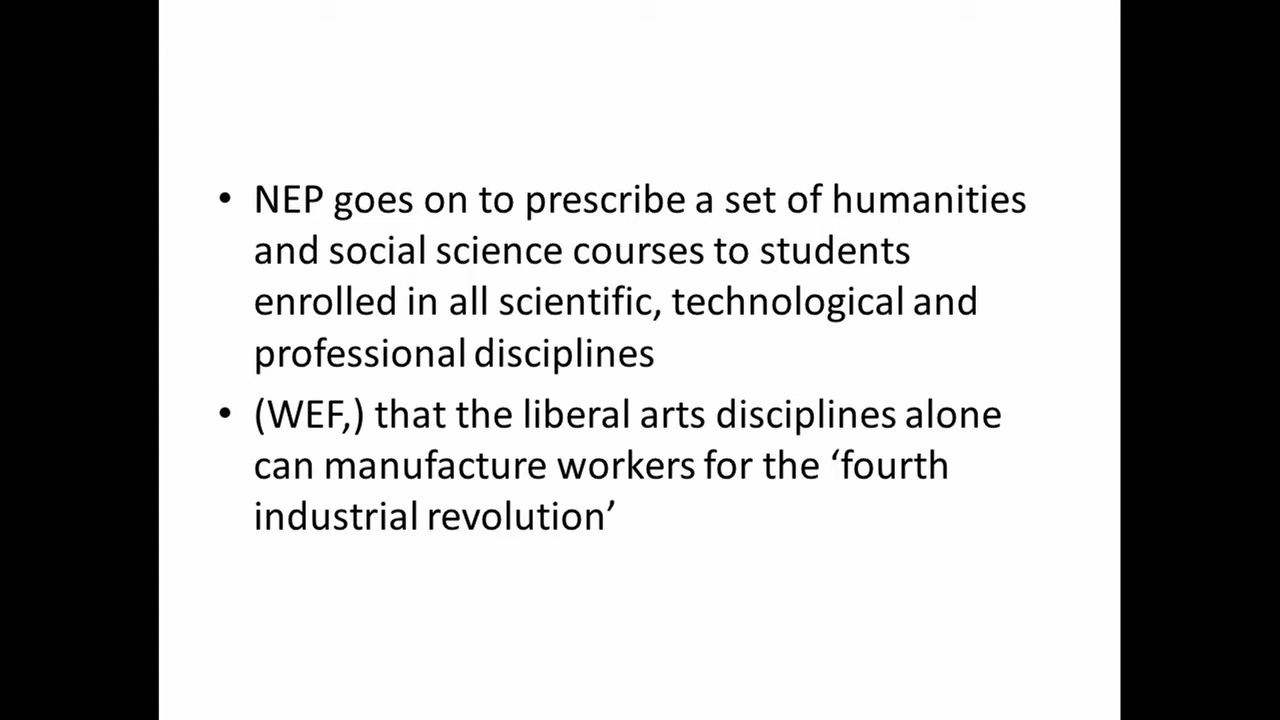 • NEP goes on to prescribe a set of humanities
and social science courses to students
enrolled in all scientific, technological and
professional disciplines
• (WEF,) that the liberal arts disciplines alone
can manufacture workers for the ‘fourth
industrial revolution’